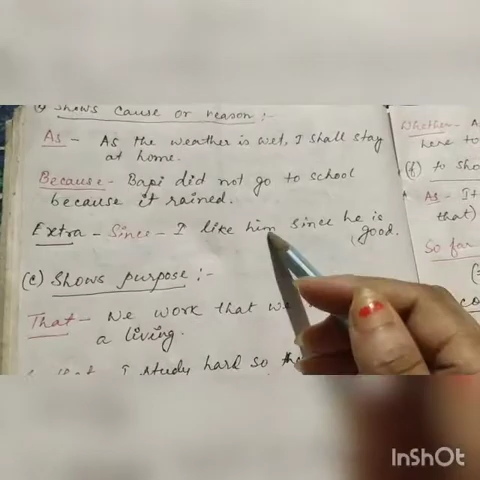 Shows cause or reason :-
As - As the weather is wet, I shall stay
at home.
Because - Bapi did not go to school
because it rained.
Extra - Since - I like him since he is
good.
(c) Shows purpose :-
That - We work that we
a living.
I study hard so
Whether - A
here to
(f) to sho
As - It
that)
So far
InShOt